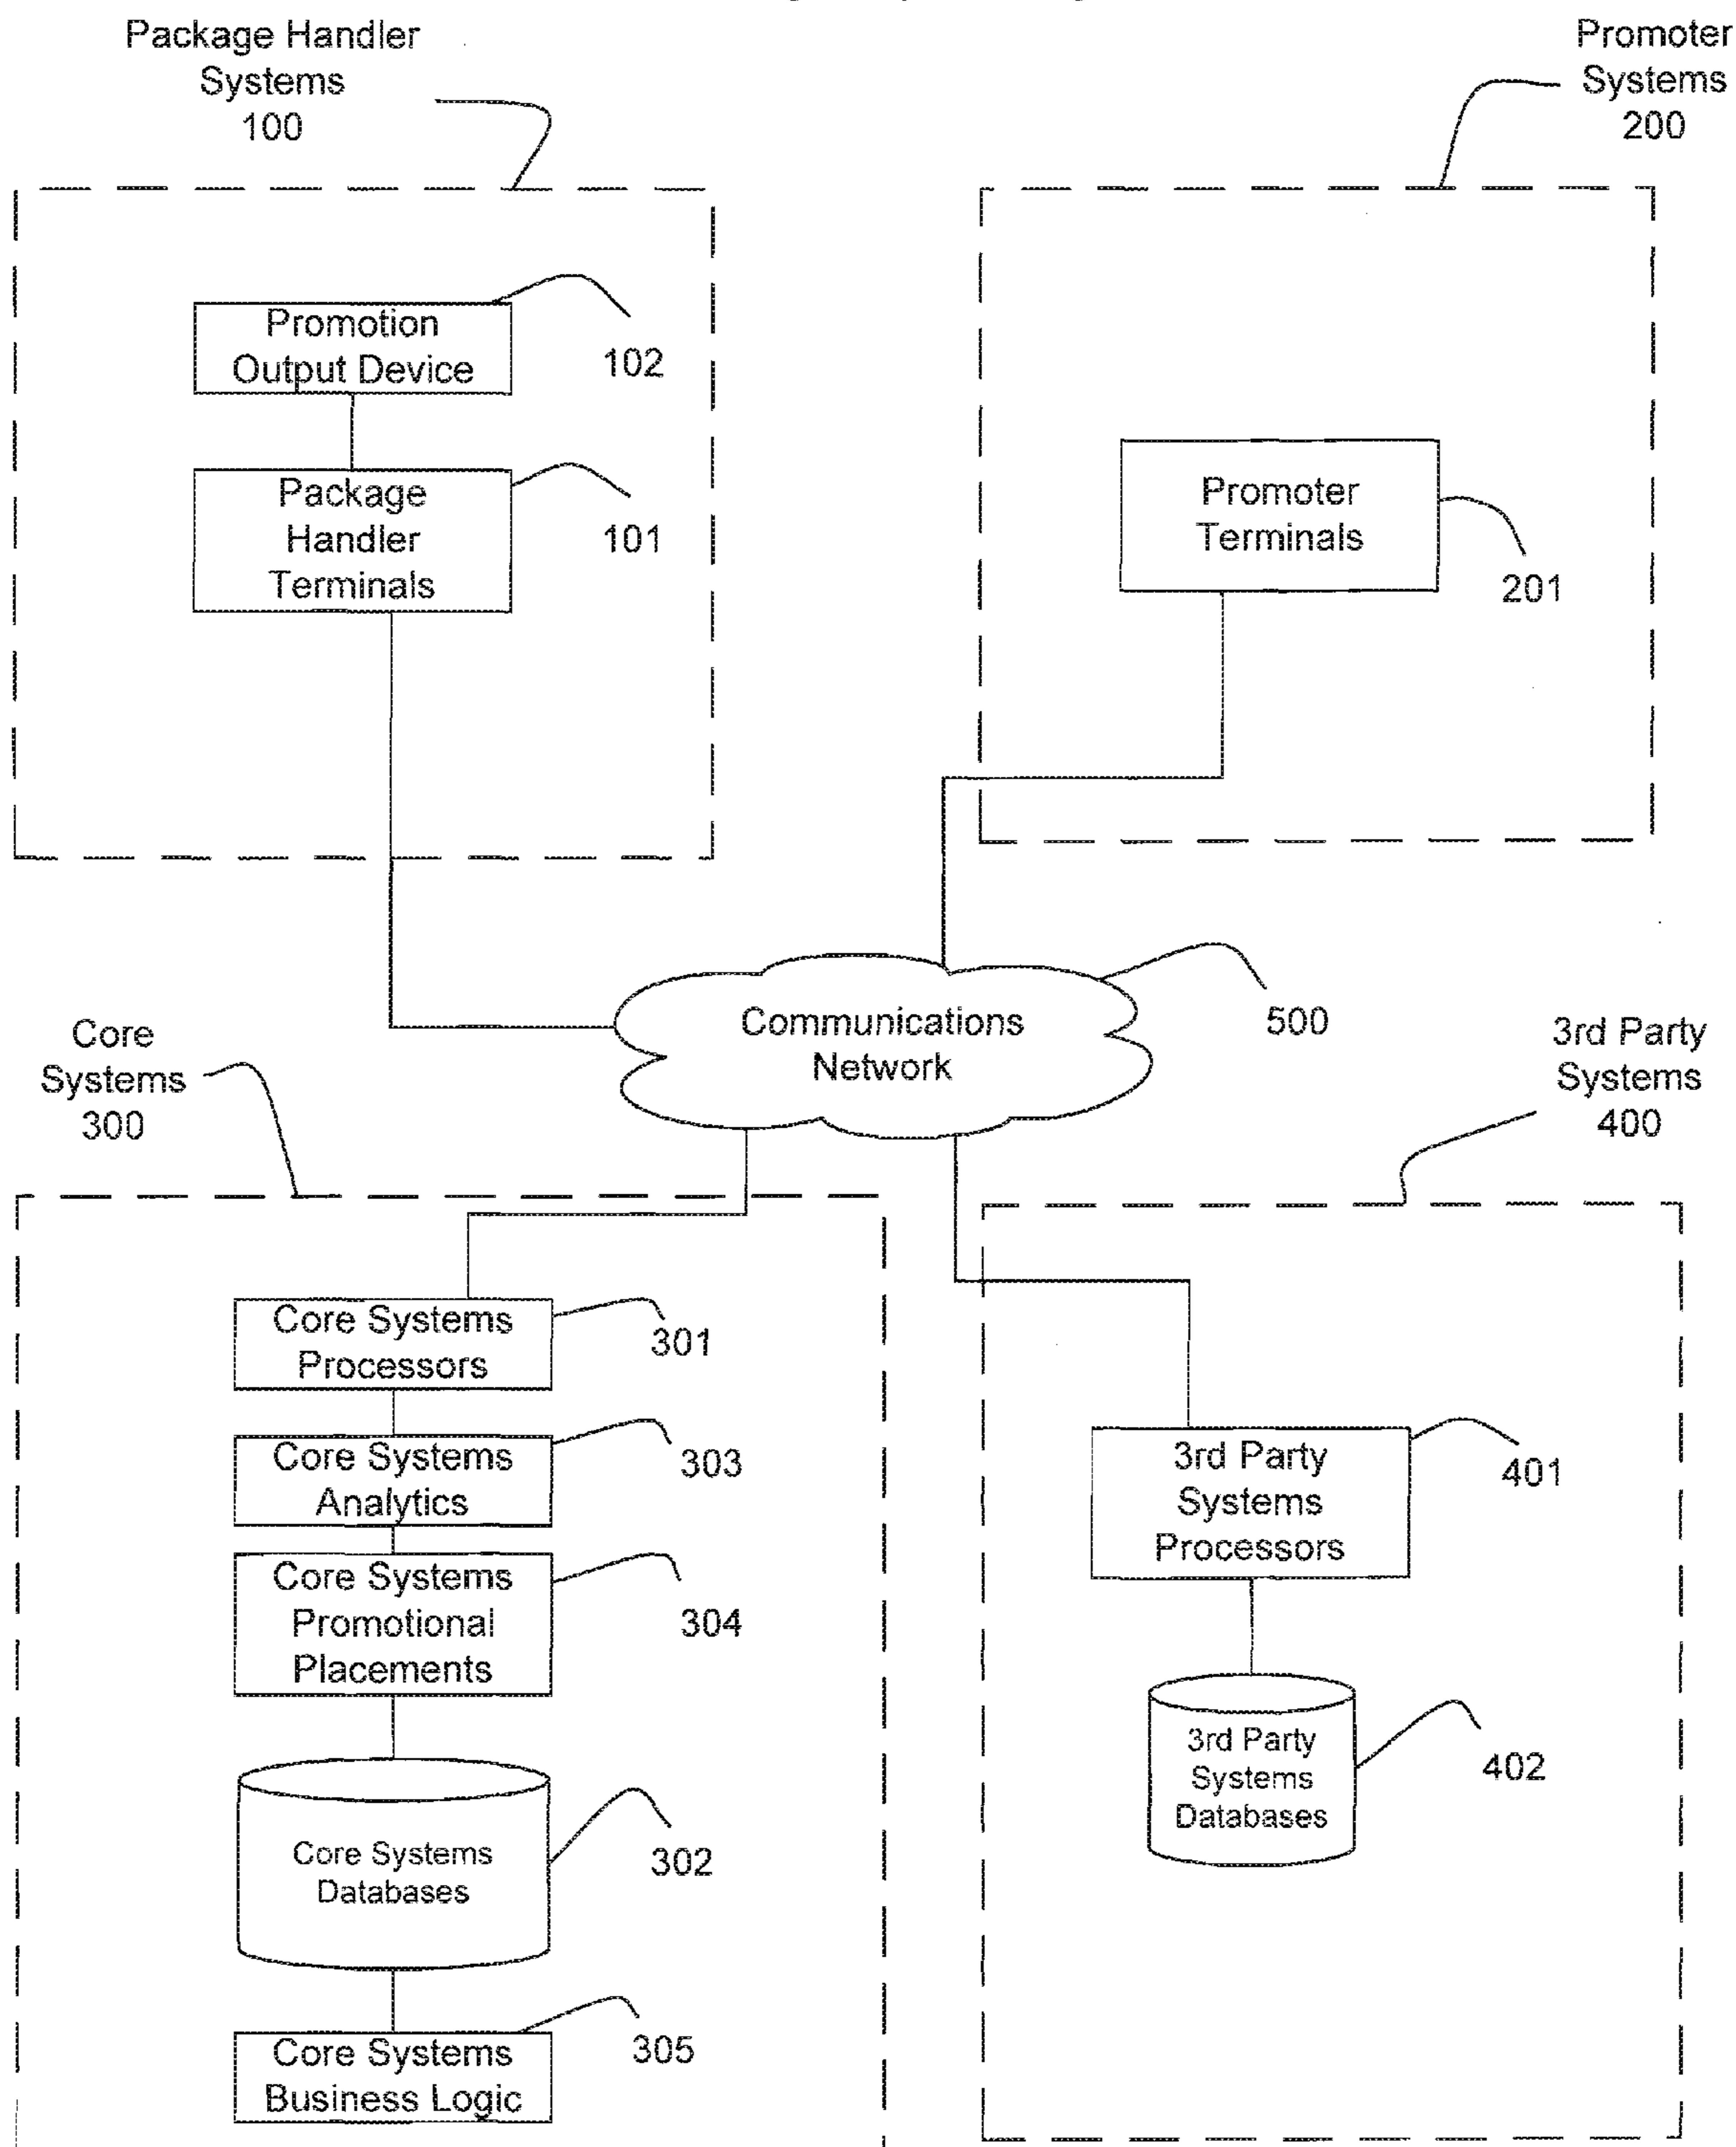 Package Handler
Systems
100
Promoter
Systems
200
Promotion
Output Device
102
Package
Handler
Terminals
101
Promoter
Terminals
201
Communications
Network
500
Core
Systems
300
3rd Party
Systems
400
Core Systems
Processors
301
Core Systems
Analytics
303
Core Systems
Promotional
Placements
304
Core Systems
Databases
302
Core Systems
Business Logic
305
3rd Party
Systems
Processors
401
3rd Party
Systems
Databases
402